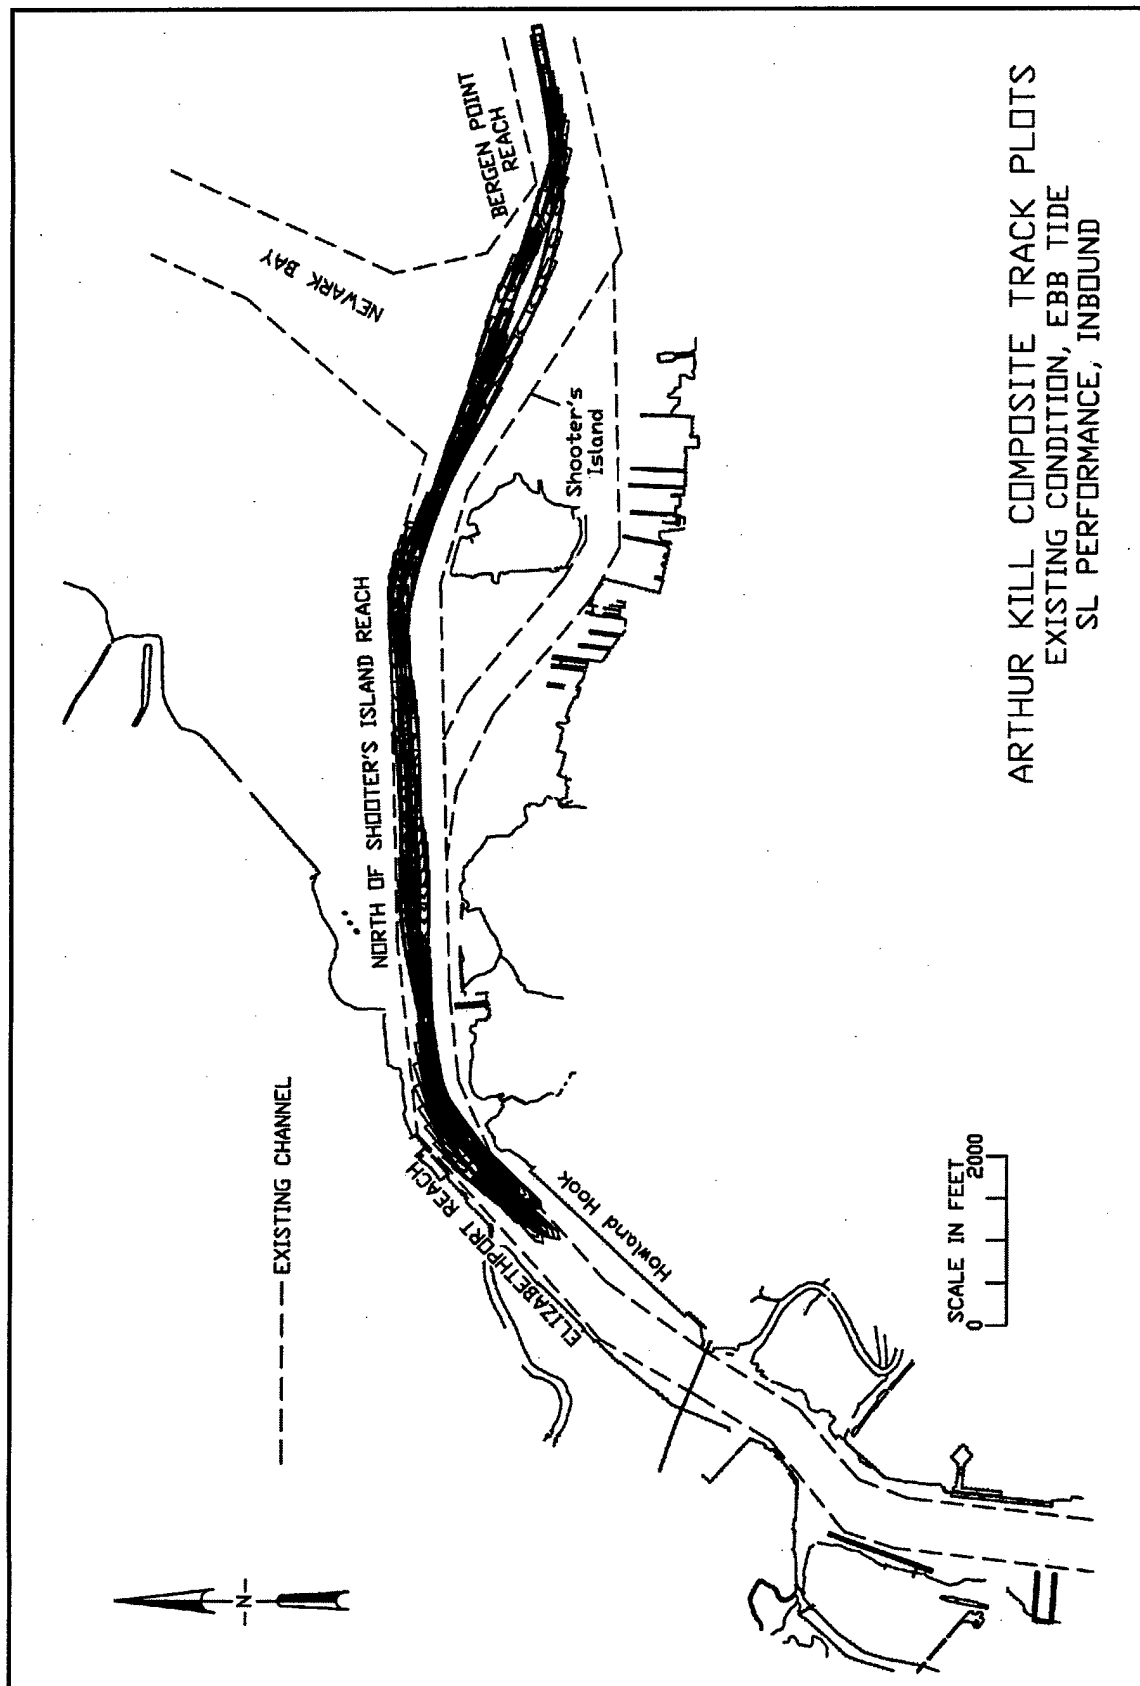 BERGEN POINT
REACH
NEWARK BAY
Shooter's
Island
NORTH OF SHOOTER'S ISLAND REACH
EXISTING CHANNEL
ELIZABETHPORT REACH
Howland Hook
SCALE IN FEET
0 2000
-N-
ARTHUR KILL COMPOSITE TRACK PLOTS
EXISTING CONDITION, EBB TIDE
SL PERFORMANCE, INBOUND